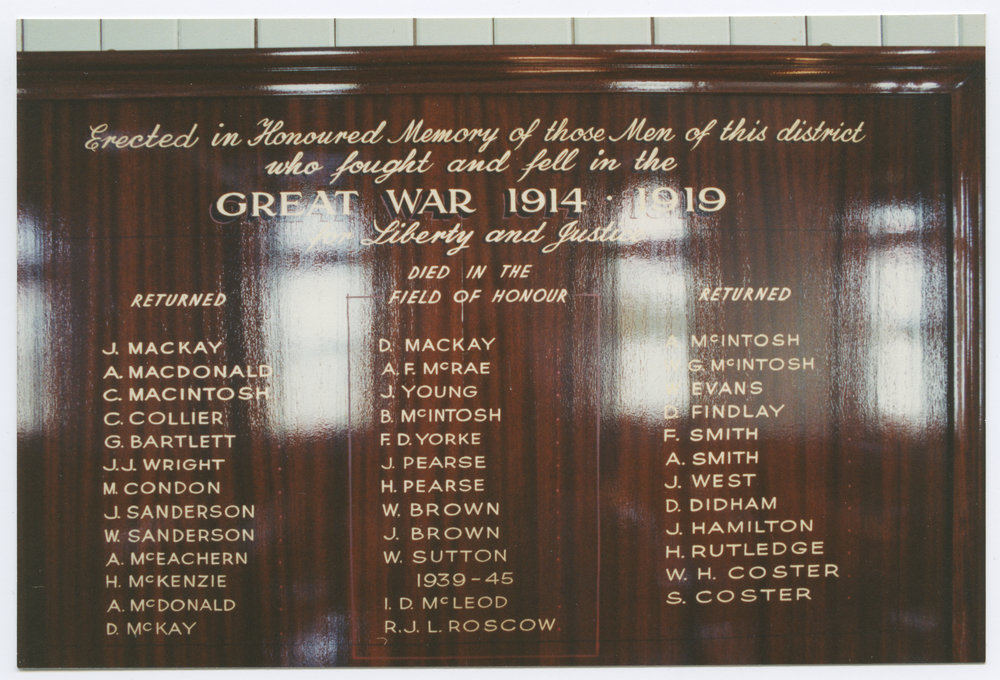 Erected in Honoured Memory of those Men of this district
who fought and fell in the
GREAT WAR 1914 · 1919
for Liberty and Justice
RETURNED
J. MACKAY
A. MACDONALD
C. MACINTOSH
C. COLLIER
G. BARTLETT
J.J. WRIGHT
M. CONDON
J. SANDERSON
W. SANDERSON
A. McEACHERN
H. McKENZIE
A. McDONALD
D. McKAY
DIED IN THE
FIELD OF HONOUR
D. MACKAY
A.F. McRAE
J. YOUNG
B. McINTOSH
F.D. YORKE
J. PEARSE
H. PEARSE
W. BROWN
J. BROWN
W. SUTTON
1939-45
I. D. McLEOD
R.J. L. ROSCOW
RETURNED
McINTOSH
G. McINTOSH
EVANS
D. FINDLAY
F. SMITH
A. SMITH
J. WEST
D. DIDHAM
J. HAMILTON
H. RUTLEDGE
W. H. COSTER
S. COSTER